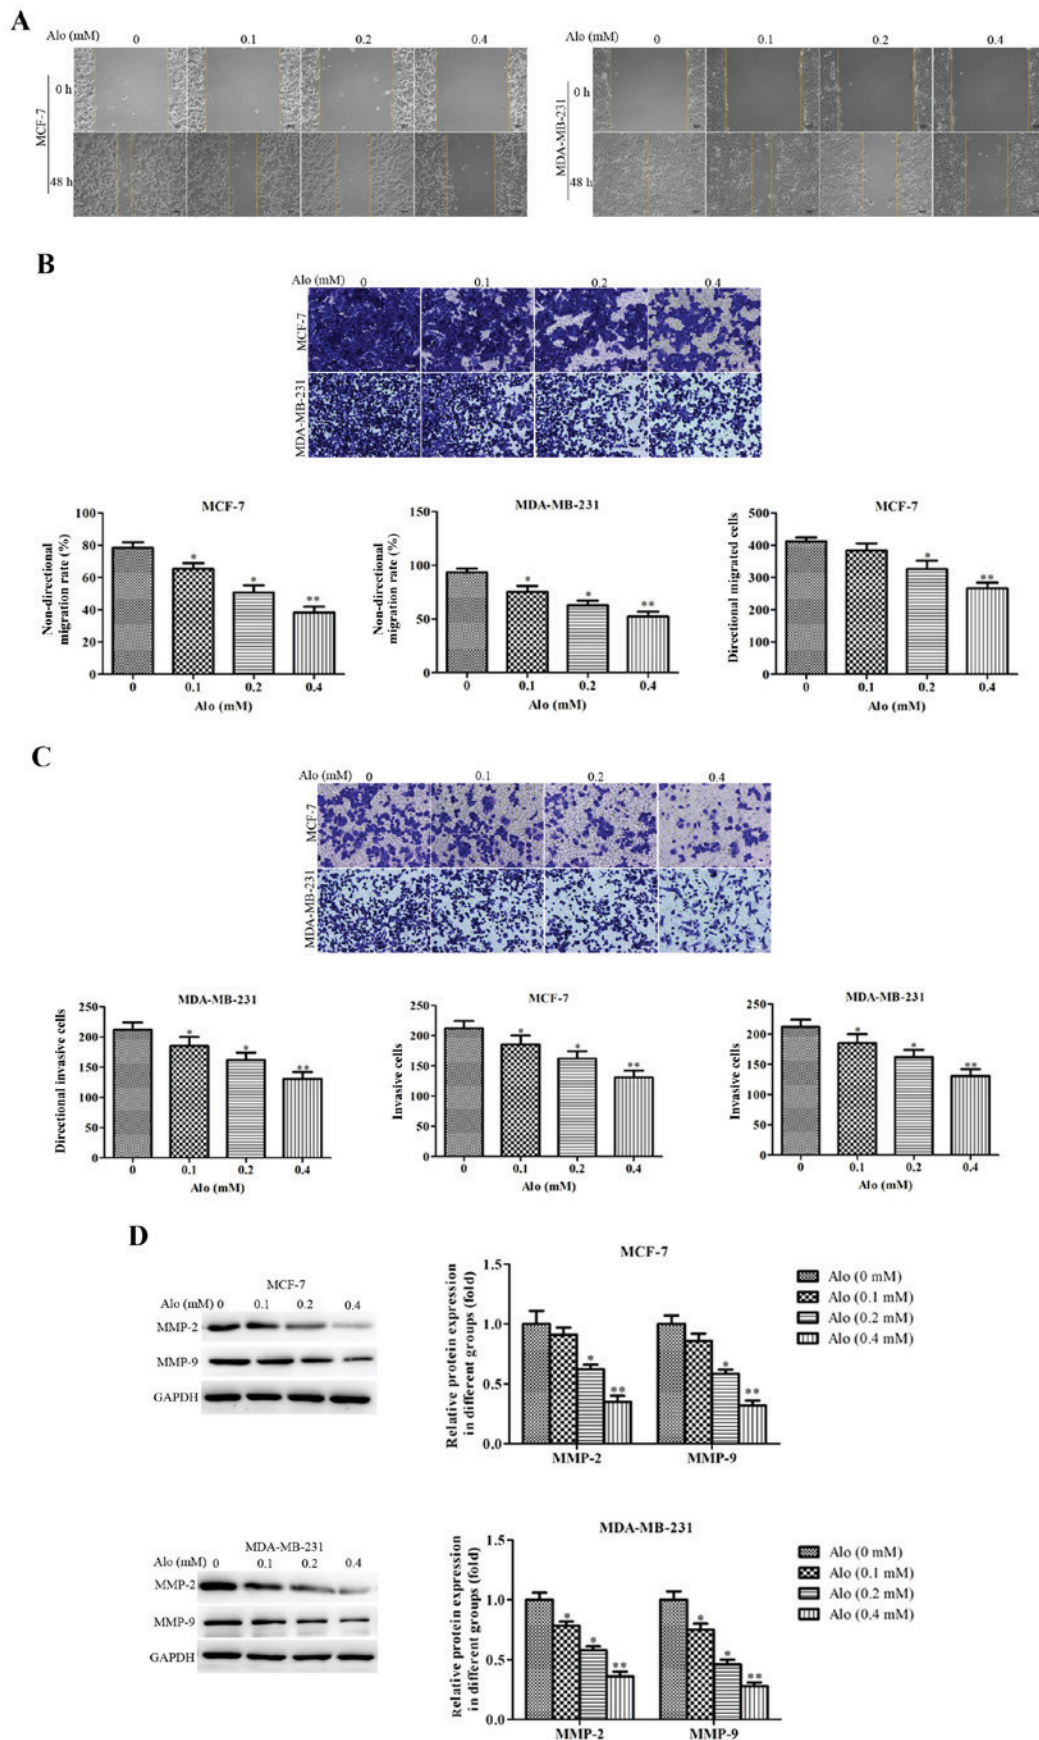 A
Alo (mM) 0 0.1 0.2 0.4
MCF-7
0 h
48 h
0 0.1 0.2 0.4
Alo (mM)
MDA-MB-231
0 h
48 h
B
Alo (mM) 0 0.1 0.2 0.4
MCF-7
MDA-MB-231
MCF-7
Non-directional
migration rate (%)
100
80
60
40
20
0
*
*
**
0 0.1 0.2 0.4
Alo (mM)
MDA-MB-231
Non-directional
migration rate (%)
150
100
50
0
*
*
**
0 0.1 0.2 0.4
Alo (mM)
MCF-7
Directional migrated cells
500
400
300
200
100
0
*
**
0 0.1 0.2 0.4
Alo (mM)
C
Alo (mM) 0 0.1 0.2 0.4
MCF-7
MDA-MB-231
MDA-MB-231
Directional invasive cells
250
200
150
100
50
0
*
*
**
0 0.1 0.2 0.4
Alo (mM)
MCF-7
Invasive cells
250
200
150
100
50
0
*
*
**
0 0.1 0.2 0.4
Alo (mM)
MDA-MB-231
Invasive cells
250
200
150
100
50
0
*
*
**
0 0.1 0.2 0.4
Alo (mM)
D
MCF-7
Alo (mM) 0 0.1 0.2 0.4
MMP-2
MMP-9
GAPDH
MCF-7
Relative protein expression
in different groups (fold)
1.5
1.0
0.5
0.0
*
**
*
**
MMP-2 MMP-9
Alo (0 mM)
Alo (0.1 mM)
Alo (0.2 mM)
Alo (0.4 mM)
MDA-MB-231
Alo (mM) 0 0.1 0.2 0.4
MMP-2
MMP-9
GAPDH
MDA-MB-231
Relative protein expression
in different groups (fold)
1.5
1.0
0.5
0.0
*
*
**
*
*
**
MMP-2 MMP-9
Alo (0 mM)
Alo (0.1 mM)
Alo (0.2 mM)
Alo (0.4 mM)